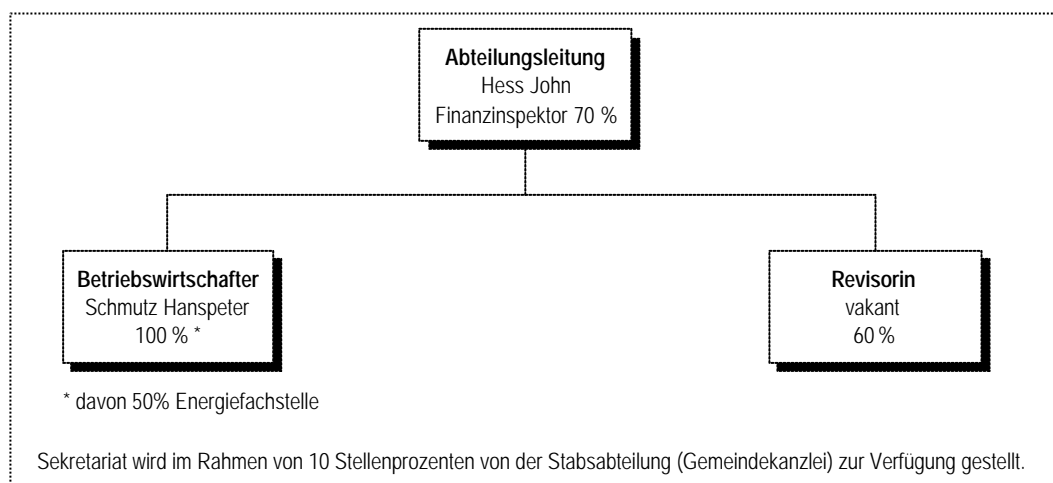 Abteilungsleitung
Hess John
Finanzinspektor 70 %
Betriebswirtschafter
Schmutz Hanspeter
100 % *
Revisorin
vakant
60 %
* davon 50% Energiefachstelle
Sekretariat wird im Rahmen von 10 Stellenprozenten von der Stabsabteilung (Gemeindekanzlei) zur Verfügung gestellt.